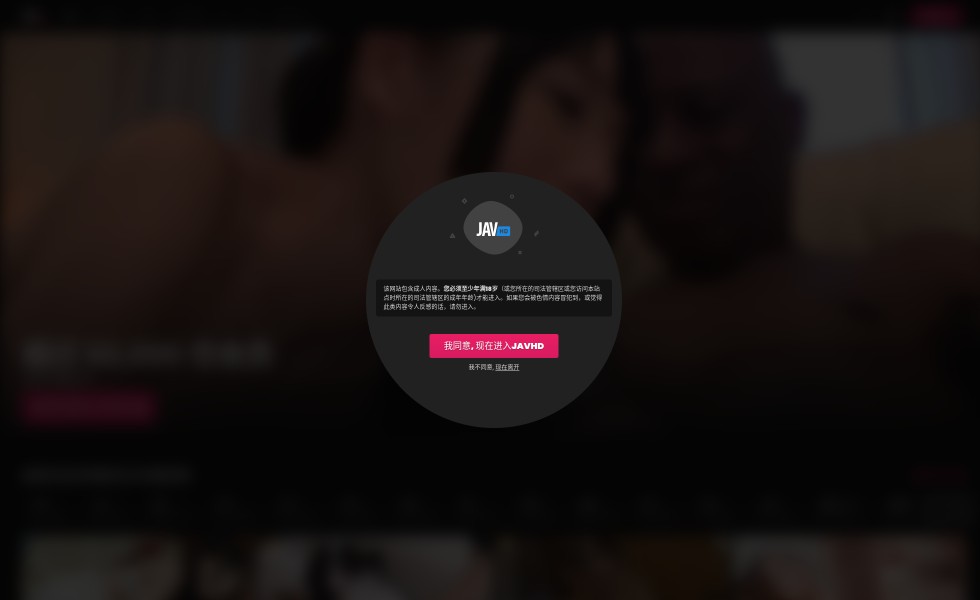 JAV HD
该网站包含成人内容。您必须至少年满18岁（或您所在的司法管辖区或您访问本站
点时所在的司法管辖区的成年年龄)才能进入。如果您会被色情内容冒犯到，或觉得
此类内容令人反感的话，请勿进入。
我同意, 现在进入JAVHD
我不同意, 现在离开